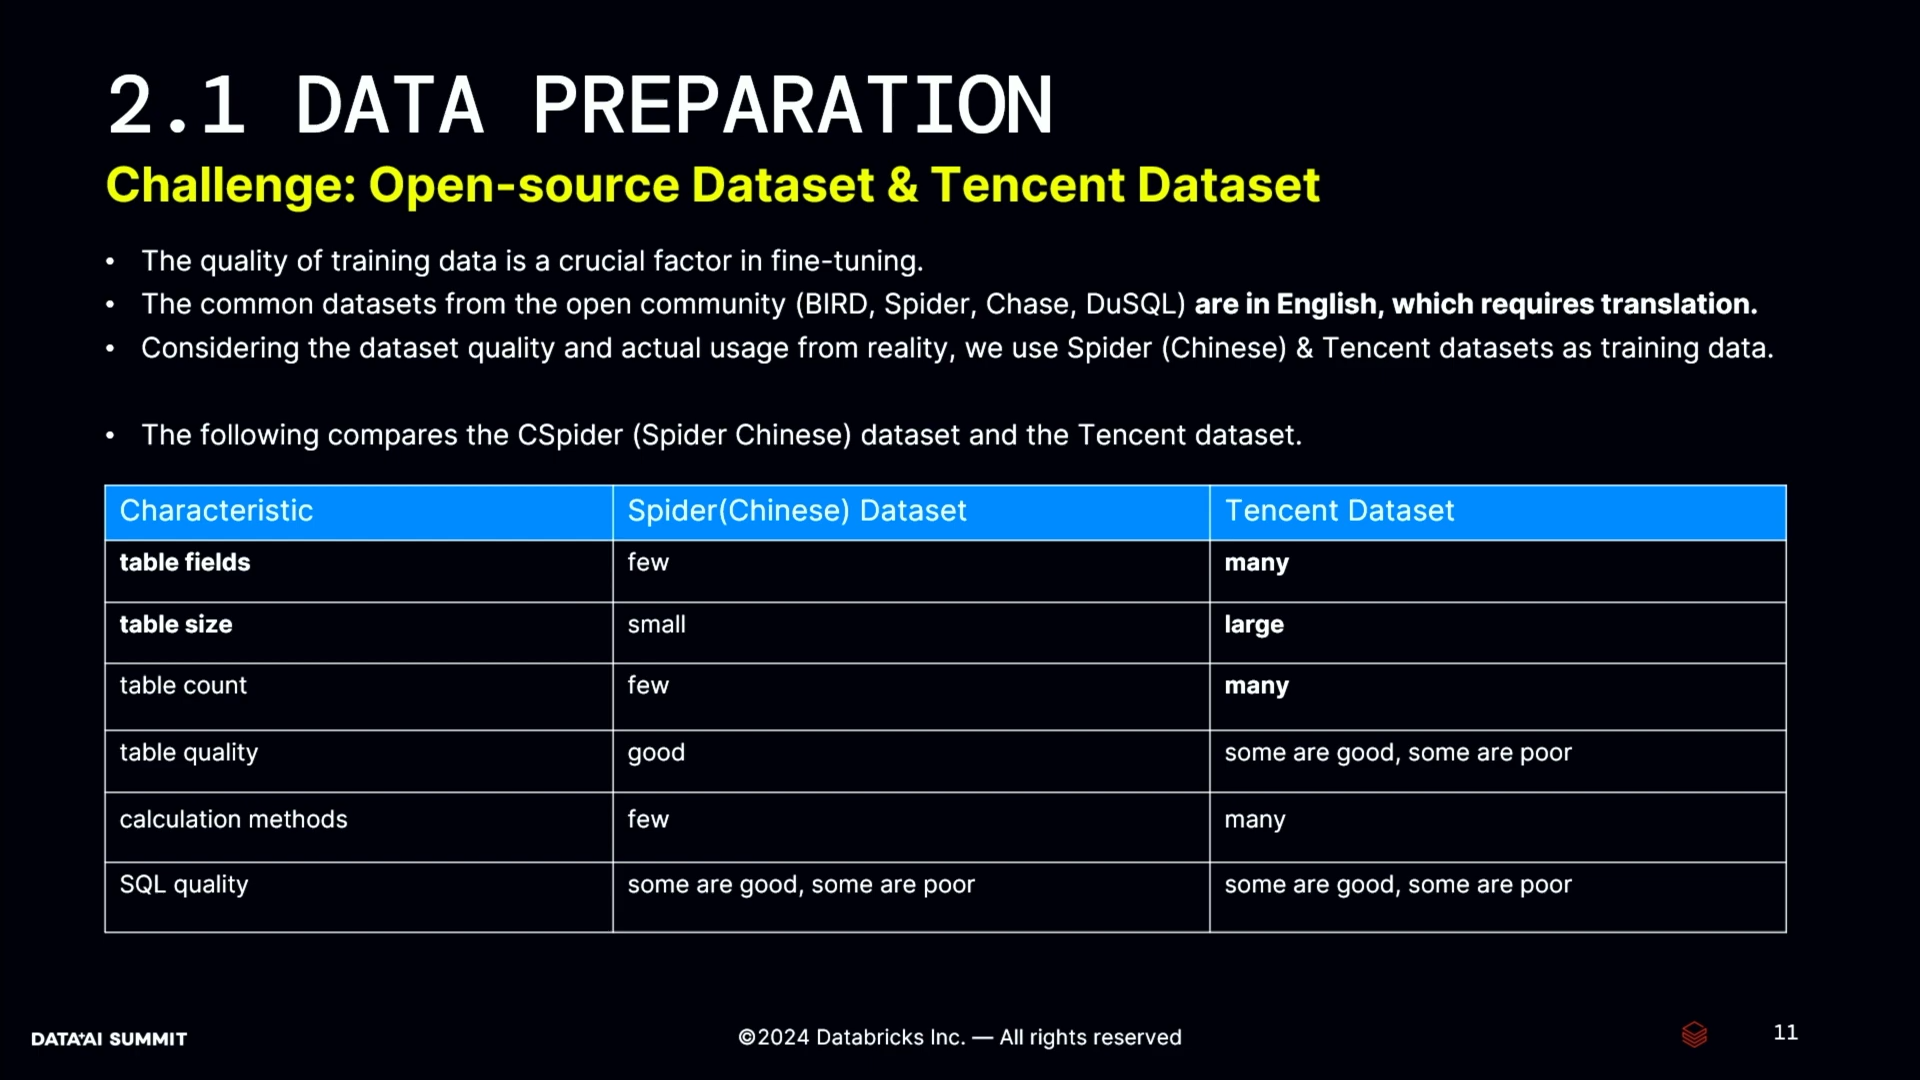 2.1 DATA PREPARATION
Challenge: Open-source Dataset & Tencent Dataset
• The quality of training data is a crucial factor in fine-tuning.
• The common datasets from the open community (BIRD, Spider, Chase, DuSQL) are in English, which requires translation.
• Considering the dataset quality and actual usage from reality, we use Spider (Chinese) & Tencent datasets as training data.
• The following compares the CSpider (Spider Chinese) dataset and the Tencent dataset.
Characteristic Spider(Chinese) Dataset Tencent Dataset
table fields few many
table size small large
table count few many
table quality good some are good, some are poor
calculation methods few many
SQL quality some are good, some are poor some are good, some are poor
DATA+AI SUMMIT ©2024 Databricks Inc. — All rights reserved 11